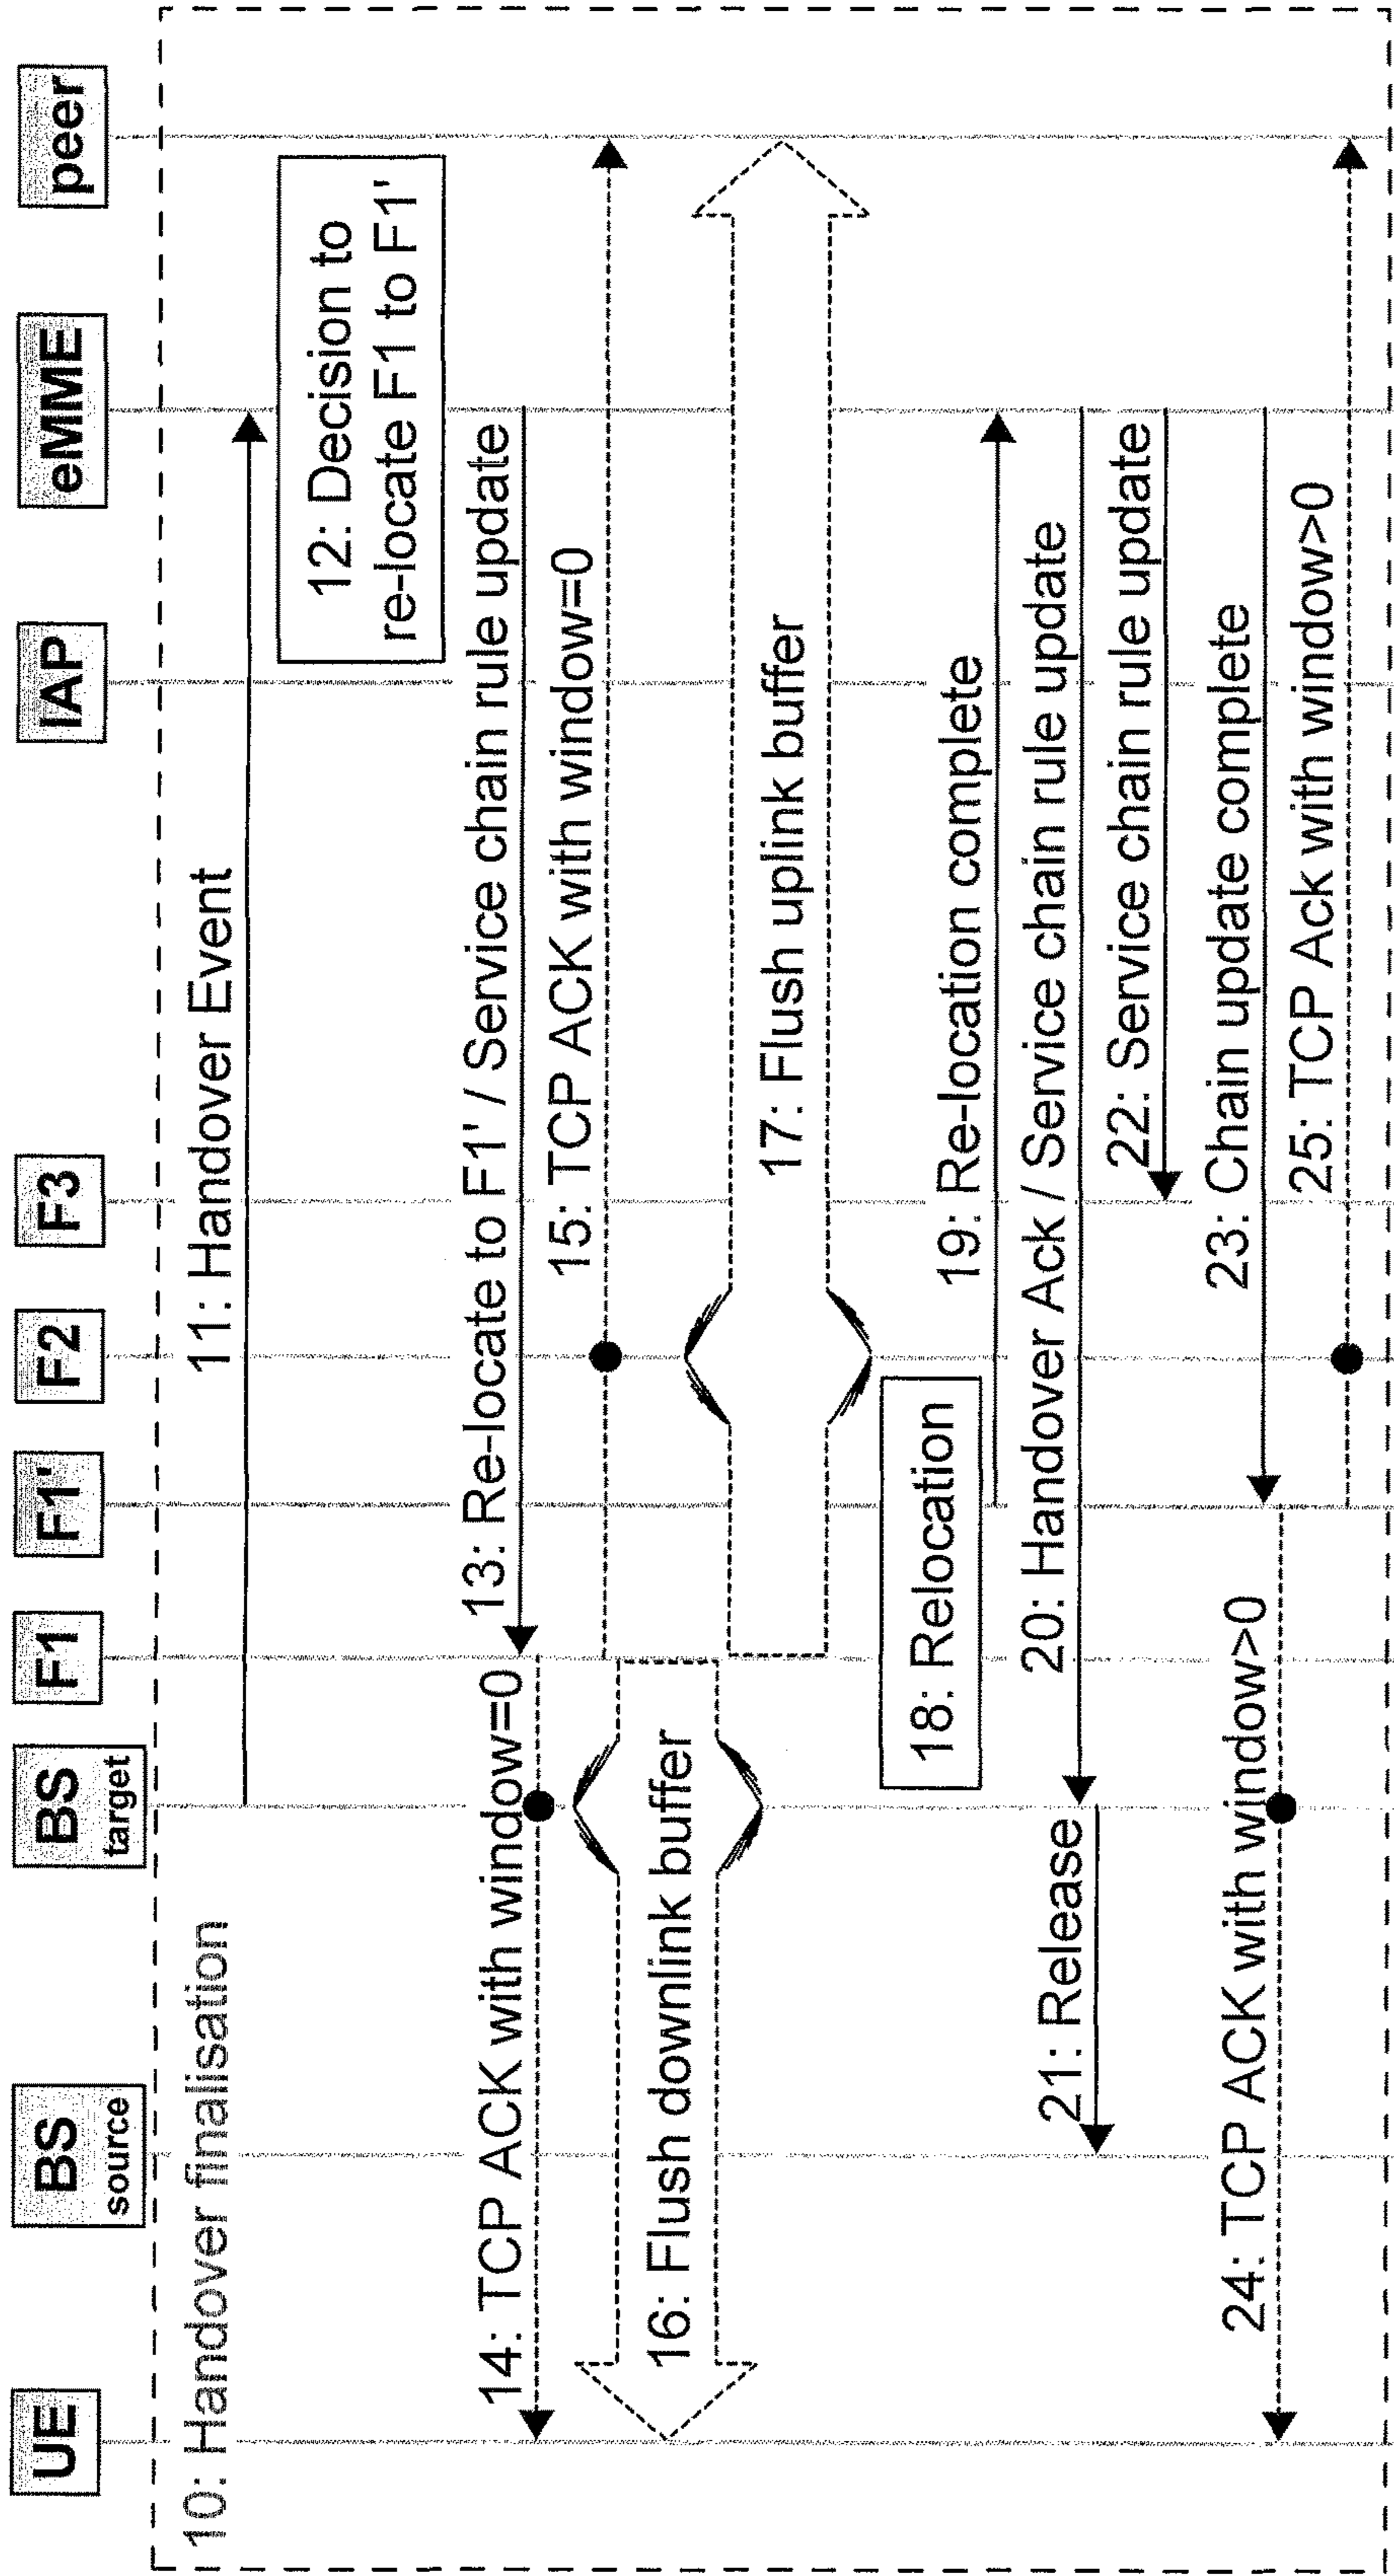 UE
BS
source
BS
target
F1
F1'
F2
F3
IAP
eMME
peer
10: Handover finalisation
11: Handover Event
12: Decision to
re-locate F1 to F1'
13: Re-locate to F1' / Service chain rule update
14: TCP ACK with window=0
15: TCP ACK with window=0
16: Flush downlink buffer
17: Flush uplink buffer
18: Relocation
19: Re-location complete
20: Handover Ack / Service chain rule update
21: Release
22: Service chain rule update
23: Chain update complete
24: TCP ACK with window>0
25: TCP Ack with window>0